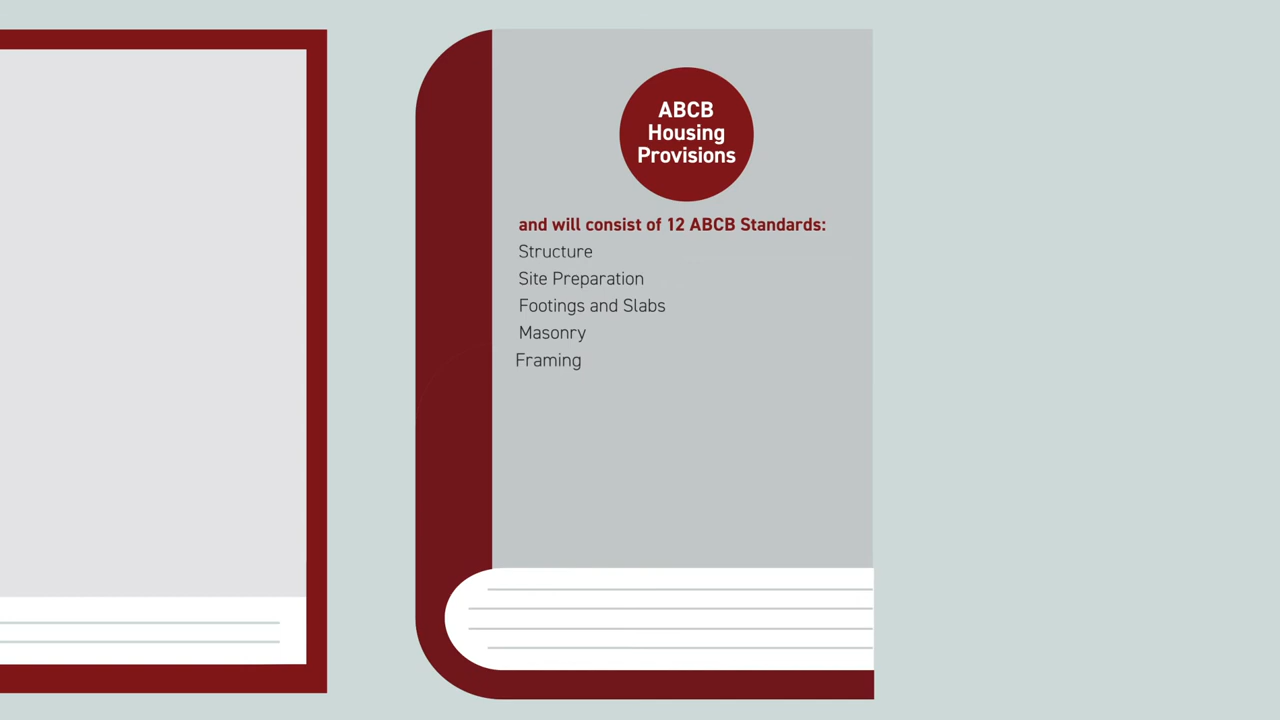 ABCB
Housing
Provisions
and will consist of 12 ABCB Standards:
Structure
Site Preparation
Footings and Slabs
Masonry
Framing